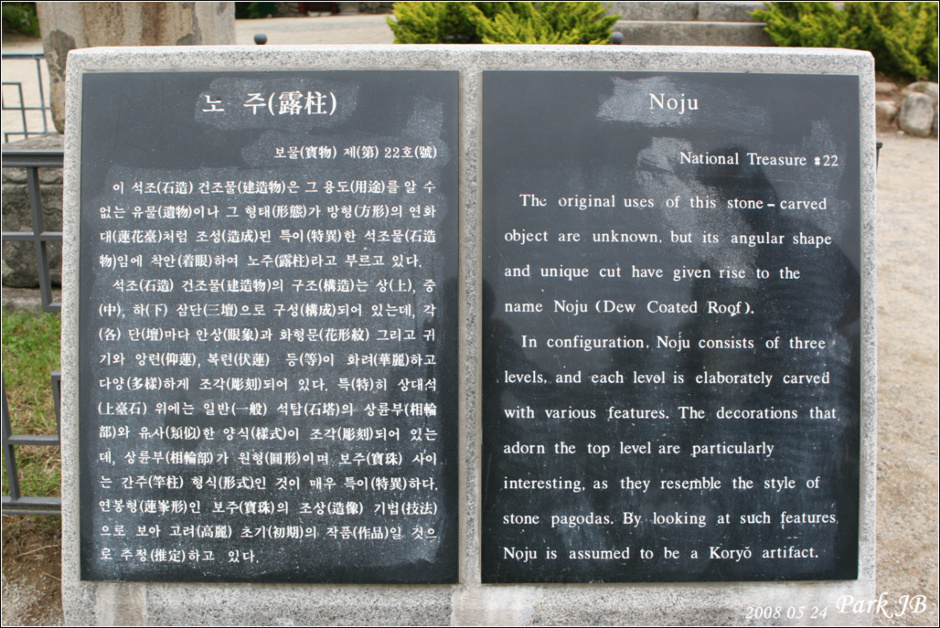 노 주(露柱)
보물(寶物) 제(第) 22호(號)
이 석조(石造) 건조물(建造物)은 그 용도(用途)를 알 수
없는 유물(遺物)이나 그 형태(形態)가 방형(方形)의 연화
대(蓮花臺)처럼 조성(造成)된 특이(特異)한 석조물(石造
物)임에 착안(着眼)하여 노주(露柱)라고 부르고 있다.
석조(石造) 건조물(建造物)의 구조(構造)는 상(上), 중
(中), 하(下) 삼단(三壇)으로 구성(構成)되어 있는데, 각
(各) 단(壇)마다 안상(眼象)과 화형문(花形紋) 그리고 귀
기와 앙련(仰蓮), 복련(伏蓮) 등(等)이 화려(華麗)하고
다양(多樣)하게 조각(彫刻)되어 있다. 특(特)히 상대석
(上臺石) 위에는 일반(一般) 석탑(石塔)의 상륜부(相輪
部)와 유사(類似)한 양식(樣式)이 조각(彫刻)되어 있는
데, 상륜부(相輪部)가 원형(圓形)이며 보주(寶珠) 사이
는 간주(竿柱) 형식(形式)인 것이 매우 특이(特異)하다.
연봉형(蓮峯形)인 보주(寶珠)의 조상(造像) 기법(技法)
으로 보아 고려(高麗) 초기(初期)의 작품(作品)일 것으
로 추정(推定)하고 있다.
Noju
National Treasure #22
The original uses of this stone-carved
object are unknown, but its angular shape
and unique cut have given rise to the
name Noju (Dew Coated Roof).
In configuration, Noju consists of three
levels, and each level is elaborately carved
with various features. The decorations that
adorn the top level are particularly
interesting, as they resemble the style of
stone pagodas. By looking at such features
Noju is assumed to be a Koryŏ artifact.
2008 05 24 Park JB